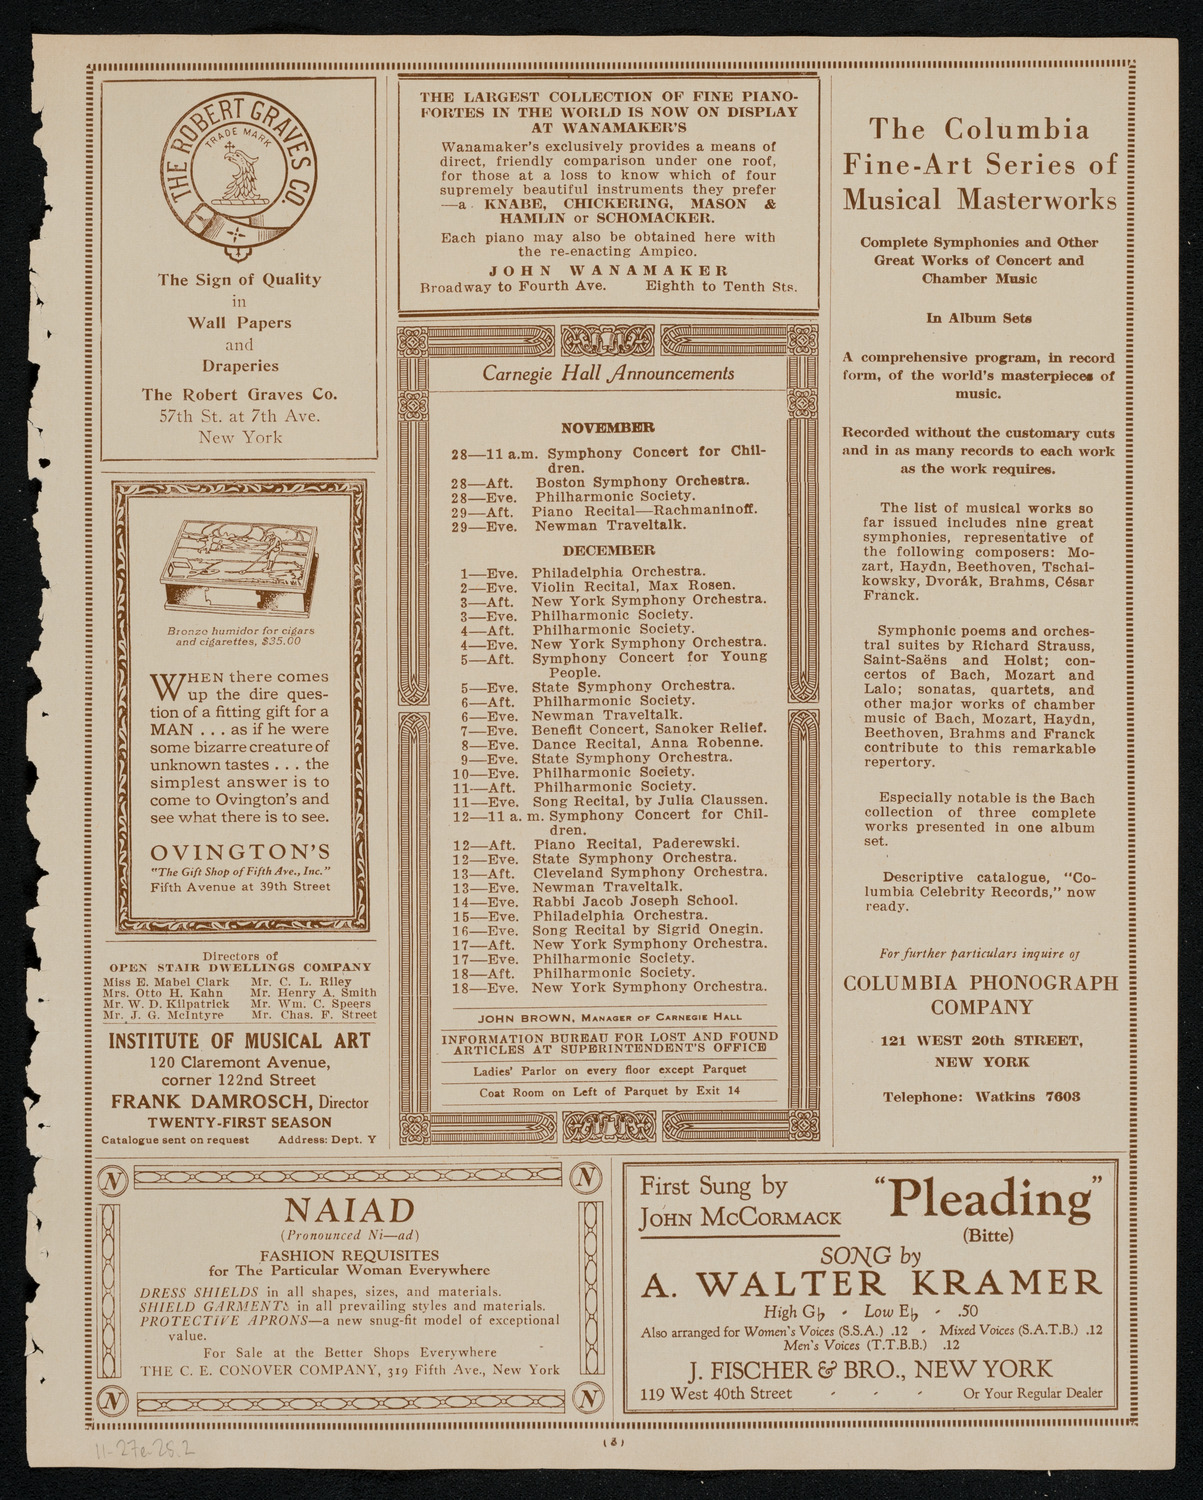 THE ROBERT GRAVES CO.
TRADE MARK
The Sign of Quality
in
Wall Papers
and
Draperies
The Robert Graves Co.
57th St. at 7th Ave.
New York
Bronze humidor for cigars
and cigarettes, $35.00
WHEN there comes
up the dire ques-
tion of a fitting gift for a
MAN . . . as if he were
some bizarre creature of
unknown tastes . . . the
simplest answer is to
come to Ovington's and
see what there is to see.
OVINGTON'S
"The Gift Shop of Fifth Ave., Inc."
Fifth Avenue at 39th Street
Directors of
OPEN STAIR DWELLINGS COMPANY
Miss E. Mabel Clark Mr. C. L. Riley
Mrs. Otto H. Kahn Mr. Henry A. Smith
Mr. W. D. Kilpatrick Mr. Wm. C. Speers
Mr. J. G. McIntyre Mr. Chas. F. Street
INSTITUTE OF MUSICAL ART
120 Claremont Avenue,
corner 122nd Street
FRANK DAMROSCH, Director
TWENTY-FIRST SEASON
Catalogue sent on request Address: Dept. Y
THE LARGEST COLLECTION OF FINE PIANO-
FORTES IN THE WORLD IS NOW ON DISPLAY
AT WANAMAKER'S
Wanamaker's exclusively provides a means of
direct, friendly comparison under one roof,
for those at a loss to know which of four
supremely beautiful instruments they prefer
—a KNABE, CHICKERING, MASON &
HAMLIN or SCHOMACKER.
Each piano may also be obtained here with
the re-enacting Ampico.
JOHN WANAMAKER
Broadway to Fourth Ave. Eighth to Tenth Sts.
Carnegie Hall Announcements
NOVEMBER
28—11 a.m. Symphony Concert for Chil-
dren.
28—Aft. Boston Symphony Orchestra.
28—Eve. Philharmonic Society.
29—Aft. Piano Recital—Rachmaninoff.
29—Eve. Newman Traveltalk.
DECEMBER
1—Eve. Philadelphia Orchestra.
2—Eve. Violin Recital, Max Rosen.
3—Aft. New York Symphony Orchestra.
3—Eve. Philharmonic Society.
4—Aft. Philharmonic Society.
4—Eve. New York Symphony Orchestra.
5—Aft. Symphony Concert for Young
People.
5—Eve. State Symphony Orchestra.
6—Aft. Philharmonic Society.
6—Eve. Newman Traveltalk.
7—Eve. Benefit Concert, Sanoker Relief.
8—Eve. Dance Recital, Anna Robenne.
9—Eve. State Symphony Orchestra.
10—Eve. Philharmonic Society.
11—Aft. Philharmonic Society.
11—Eve. Song Recital, by Julia Claussen.
12—11 a. m. Symphony Concert for Chil-
dren.
12—Aft. Piano Recital, Paderewski.
12—Eve. State Symphony Orchestra.
13—Aft. Cleveland Symphony Orchestra.
13—Eve. Newman Traveltalk.
14—Eve. Rabbi Jacob Joseph School.
15—Eve. Philadelphia Orchestra.
16—Eve. Song Recital by Sigrid Onegin.
17—Aft. New York Symphony Orchestra.
17—Eve. Philharmonic Society.
18—Aft. Philharmonic Society.
18—Eve. New York Symphony Orchestra.
JOHN BROWN, MANAGER OF CARNEGIE HALL
INFORMATION BUREAU FOR LOST AND FOUND
ARTICLES AT SUPERINTENDENT'S OFFICE
Ladies' Parlor on every floor except Parquet
Coat Room on Left of Parquet by Exit 14
The Columbia
Fine-Art Series of
Musical Masterworks
Complete Symphonies and Other
Great Works of Concert and
Chamber Music
In Album Sets
A comprehensive program, in record
form, of the world's masterpieces of
music.
Recorded without the customary cuts
and in as many records to each work
as the work requires.
The list of musical works so
far issued includes nine great
symphonies, representative of
the following composers: Mo-
zart, Haydn, Beethoven, Tschai-
kowsky, Dvorák, Brahms, César
Franck.
Symphonic poems and orches-
tral suites by Richard Strauss,
Saint-Saëns and Holst; con-
certos of Bach, Mozart and
Lalo; sonatas, quartets, and
other major works of chamber
music of Bach, Mozart, Haydn,
Beethoven, Brahms and Franck
contribute to this remarkable
repertory.
Especially notable is the Bach
collection of three complete
works presented in one album
set.
Descriptive catalogue, "Co-
lumbia Celebrity Records," now
ready.
For further particulars inquire of
COLUMBIA PHONOGRAPH
COMPANY
121 WEST 20th STREET,
NEW YORK
Telephone: Watkins 7603
N
N
NAIAD
(Pronounced Ni—ad)
FASHION REQUISITES
for The Particular Woman Everywhere
DRESS SHIELDS in all shapes, sizes, and materials.
SHIELD GARMENTS in all prevailing styles and materials.
PROTECTIVE APRONS—a new snug-fit model of exceptional
value.
For Sale at the Better Shops Everywhere
THE C. E. CONOVER COMPANY, 319 Fifth Ave., New York
N
N
First Sung by
JOHN MCCORMACK
"Pleading"
(Bitte)
SONG by
A. WALTER KRAMER
High G♭ - Low E♭ - .50
Also arranged for Women's Voices (S.S.A.) .12 - Mixed Voices (S.A.T.B.) .12
Men's Voices (T.T.B.B.) .12
J. FISCHER & BRO., NEW YORK
119 West 40th Street - - - Or Your Regular Dealer
(3)
11-27e-25.2